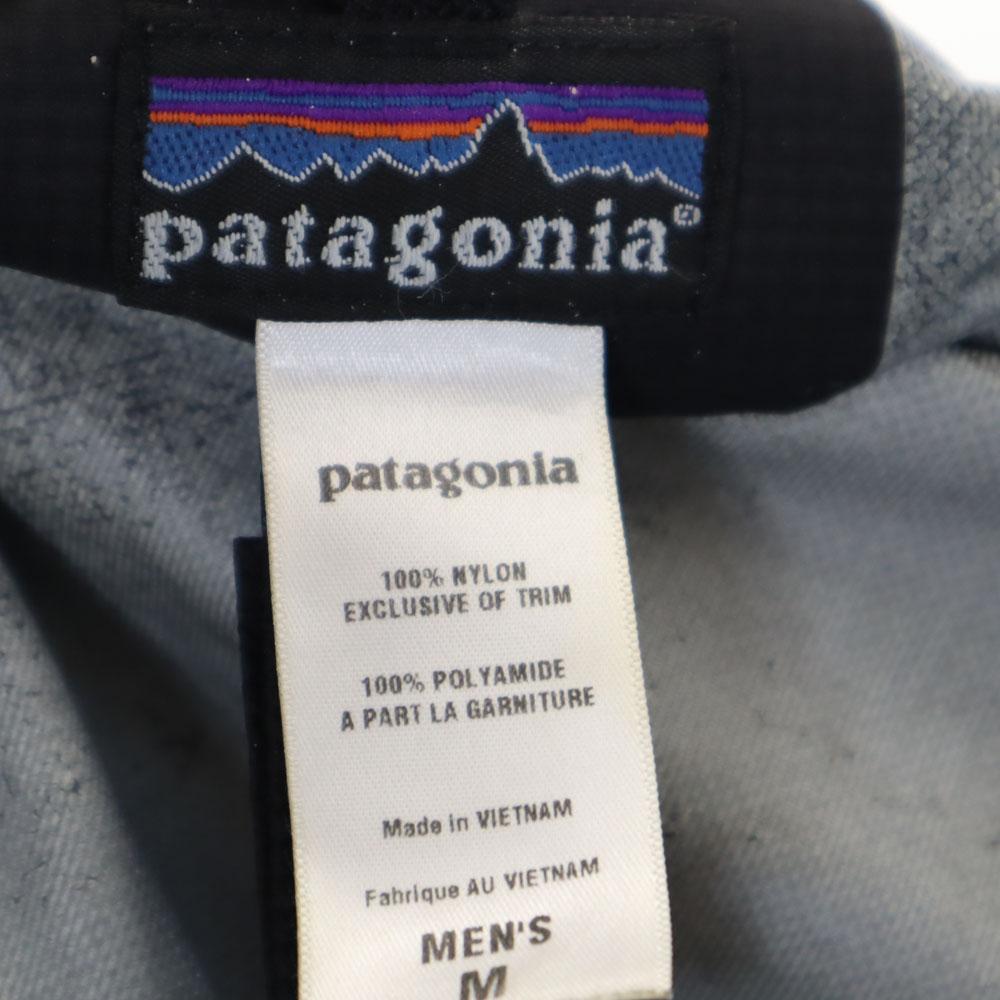 patagonia®
patagonia
100% NYLON
EXCLUSIVE OF TRIM
100% POLYAMIDE
A PART LA GARNITURE
Made in VIETNAM
Fabrique AU VIETNAM
MEN'S
M